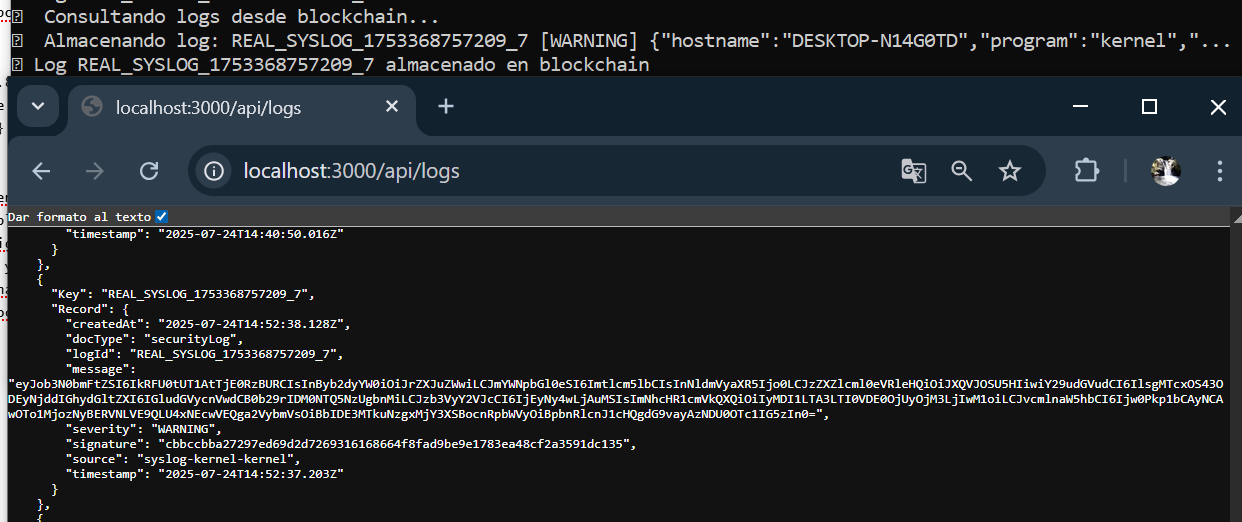 Consultando logs desde blockchain...
Almacenando log: REAL_SYSLOG_1753368757209_7 [WARNING] {"hostname":"DESKTOP-N14G0TD","program":"kernel","...
Log REAL_SYSLOG_1753368757209_7 almacenado en blockchain
localhost:3000/api/logs
localhost:3000/api/logs
Dar formato al texto
"timestamp": "2025-07-24T14:40:50.016Z"
}
},
{
"Key": "REAL_SYSLOG_1753368757209_7",
"Record": {
"createdAt": "2025-07-24T14:52:38.128Z",
"docType": "securityLog",
"logId": "REAL_SYSLOG_1753368757209_7",
"message":
"severity": "WARNING",
"signature": "cbbccbba27297ed69d2d7269316168664f8fad9be9e1783ea48cf2a3591dc135",
"source": "syslog-kernel-kernel",
"timestamp": "2025-07-24T14:52:37.203Z"
}
},
{